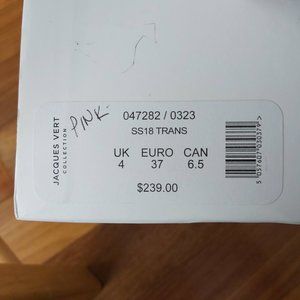 PINK
JACQUES VERT
COLLECTION
047282 / 0323
SS18 TRANS
UK EURO CAN
4 37 6.5
$239.00